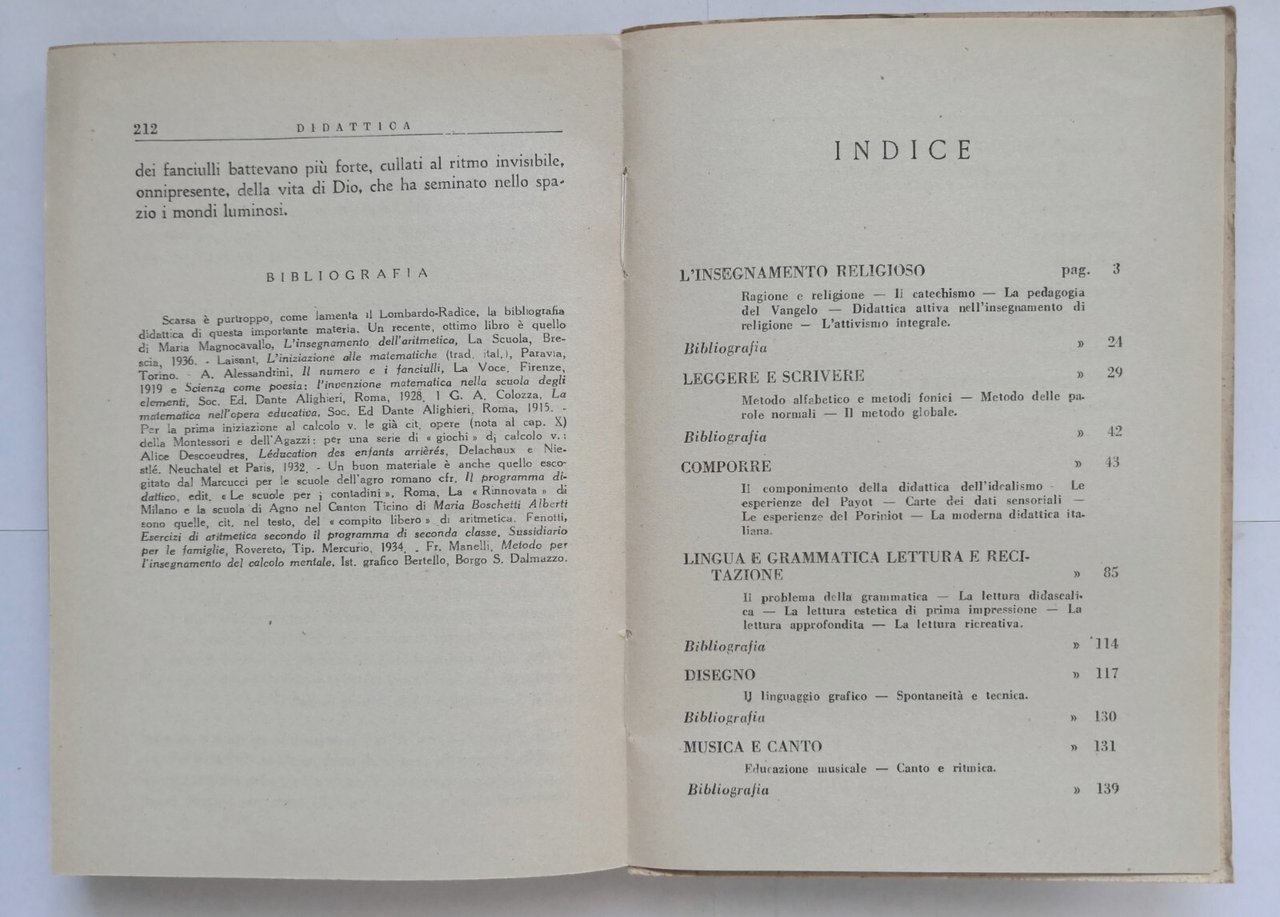 212 DIDATTICA
dei fanciulli battevano più forte, cullati al ritmo invisibile,
onnipresente, della vita di Dio, che ha seminato nello spa-
zio i mondi luminosi.
BIBLIOGRAFIA
Scarsa è purtroppo, come lamenta il Lombardo-Radice, la bibliografia
didattica di questa importante materia. Un recente, ottimo libro è quello
di Maria Magnocavallo, L'insegnamento dell'aritmetica, La Scuola, Bre-
scia, 1936. - Laisant, L'iniziazione alle matematiche (trad. ital.), Paravia,
Torino. - A. Alessandrini, Il numero e i fanciulli, La Voce, Firenze,
1919 e Scienza come poesia: l'invenzione matematica nella scuola degli
elementi, Soc. Ed. Dante Alighieri, Roma, 1928. 1 G. A. Colozza, La
matematica nell'opera educativa, Soc. Ed Dante Alighieri, Roma, 1915. -
Per la prima iniziazione al calcolo v. le già cit. opere (nota al cap. X)
della Montessori e dell'Agazzi: per una serie di « giochi » di calcolo v.:
Alice Descoeudres, Léducation des enfants arriérés, Delachaux e Nie-
stlé. Neuchatel et Paris, 1932. - Un buon materiale è anche quello esco-
gitato dal Marcucci per le scuole dell'agro romano cfr. Il programma di-
dattico, edit. « Le scuole per i contadini », Roma, La « Rinnovata » di
Milano e la scuola di Agno nel Canton Ticino di Maria Boschetti Alberti
sono quelle, cit. nel testo, del « compito libero » di aritmetica. Fenotti,
Esercizi di aritmetica secondo il programma di seconda classe. Sussidiario
per le famiglie, Rovereto, Tip. Mercurio, 1934. - Fr. Manelli, Metodo per
l'insegnamento del calcolo mentale. Ist. grafico Bertello, Borgo S. Dalmazzo.
INDICE
L'INSEGNAMENTO RELIGIOSO pag. 3
Ragione e religione — Il catechismo — La pedagogia
del Vangelo — Didattica attiva nell'insegnamento di
religione — L'attivismo integrale.
Bibliografia » 24
LEGGERE E SCRIVERE » 29
Metodo alfabetico e metodi fonici — Metodo delle pa-
role normali — Il metodo globale.
Bibliografia » 42
COMPORRE » 43
Il componimento della didattica dell'idealismo - Le
esperienze del Payot — Carte dei dati sensoriali —
Le esperienze del Poriniot — La moderna didattica ita-
liana.
LINGUA E GRAMMATICA LETTURA E RECI-
TAZIONE » 85
Il problema della grammatica — La lettura didascali-
ca — La lettura estetica di prima impressione — La
lettura approfondita — La lettura ricreativa.
Bibliografia » 114
DISEGNO » 117
Il linguaggio grafico — Spontaneità e tecnica.
Bibliografia » 130
MUSICA E CANTO » 131
Educazione musicale — Canto e ritmica.
Bibliografia » 139